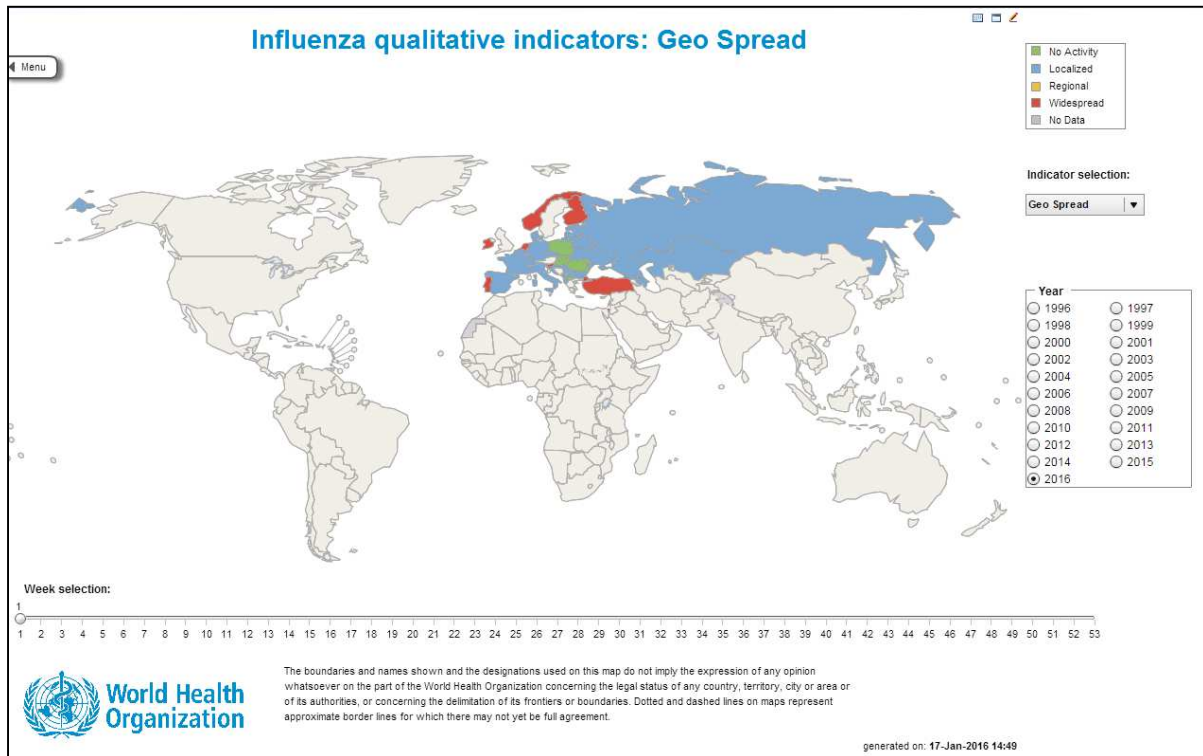 Influenza qualitative indicators: Geo Spread
Menu
No Activity
Localized
Regional
Widespread
No Data
Indicator selection:
Geo Spread
Year
1996 1997
1998 1999
2000 2001
2002 2003
2004 2005
2006 2007
2008 2009
2010 2011
2012 2013
2014 2015
2016
Week selection:
1
1 2 3 4 5 6 7 8 9 10 11 12 13 14 15 16 17 18 19 20 21 22 23 24 25 26 27 28 29 30 31 32 33 34 35 36 37 38 39 40 41 42 43 44 45 46 47 48 49 50 51 52 53
World Health
Organization
The boundaries and names shown and the designations used on this map do not imply the expression of any opinion
whatsoever on the part of the World Health Organization concerning the legal status of any country, territory, city or area or
of its authorities, or concerning the delimitation of its frontiers or boundaries. Dotted and dashed lines on maps represent
approximate border lines for which there may not yet be full agreement.
generated on: 17-Jan-2016 14:49